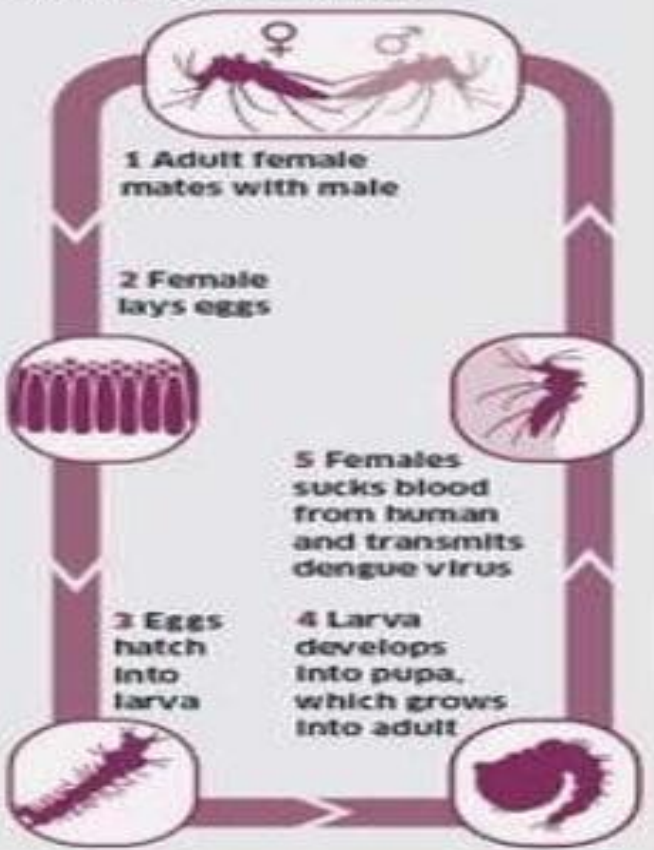 1 Adult female
mates with male
2 Female
lays eggs
5 Females
sucks blood
from human
and transmits
dengue virus
3 Eggs
hatch
into
larva
4 Larva
develops
into pupa,
which grows
into adult